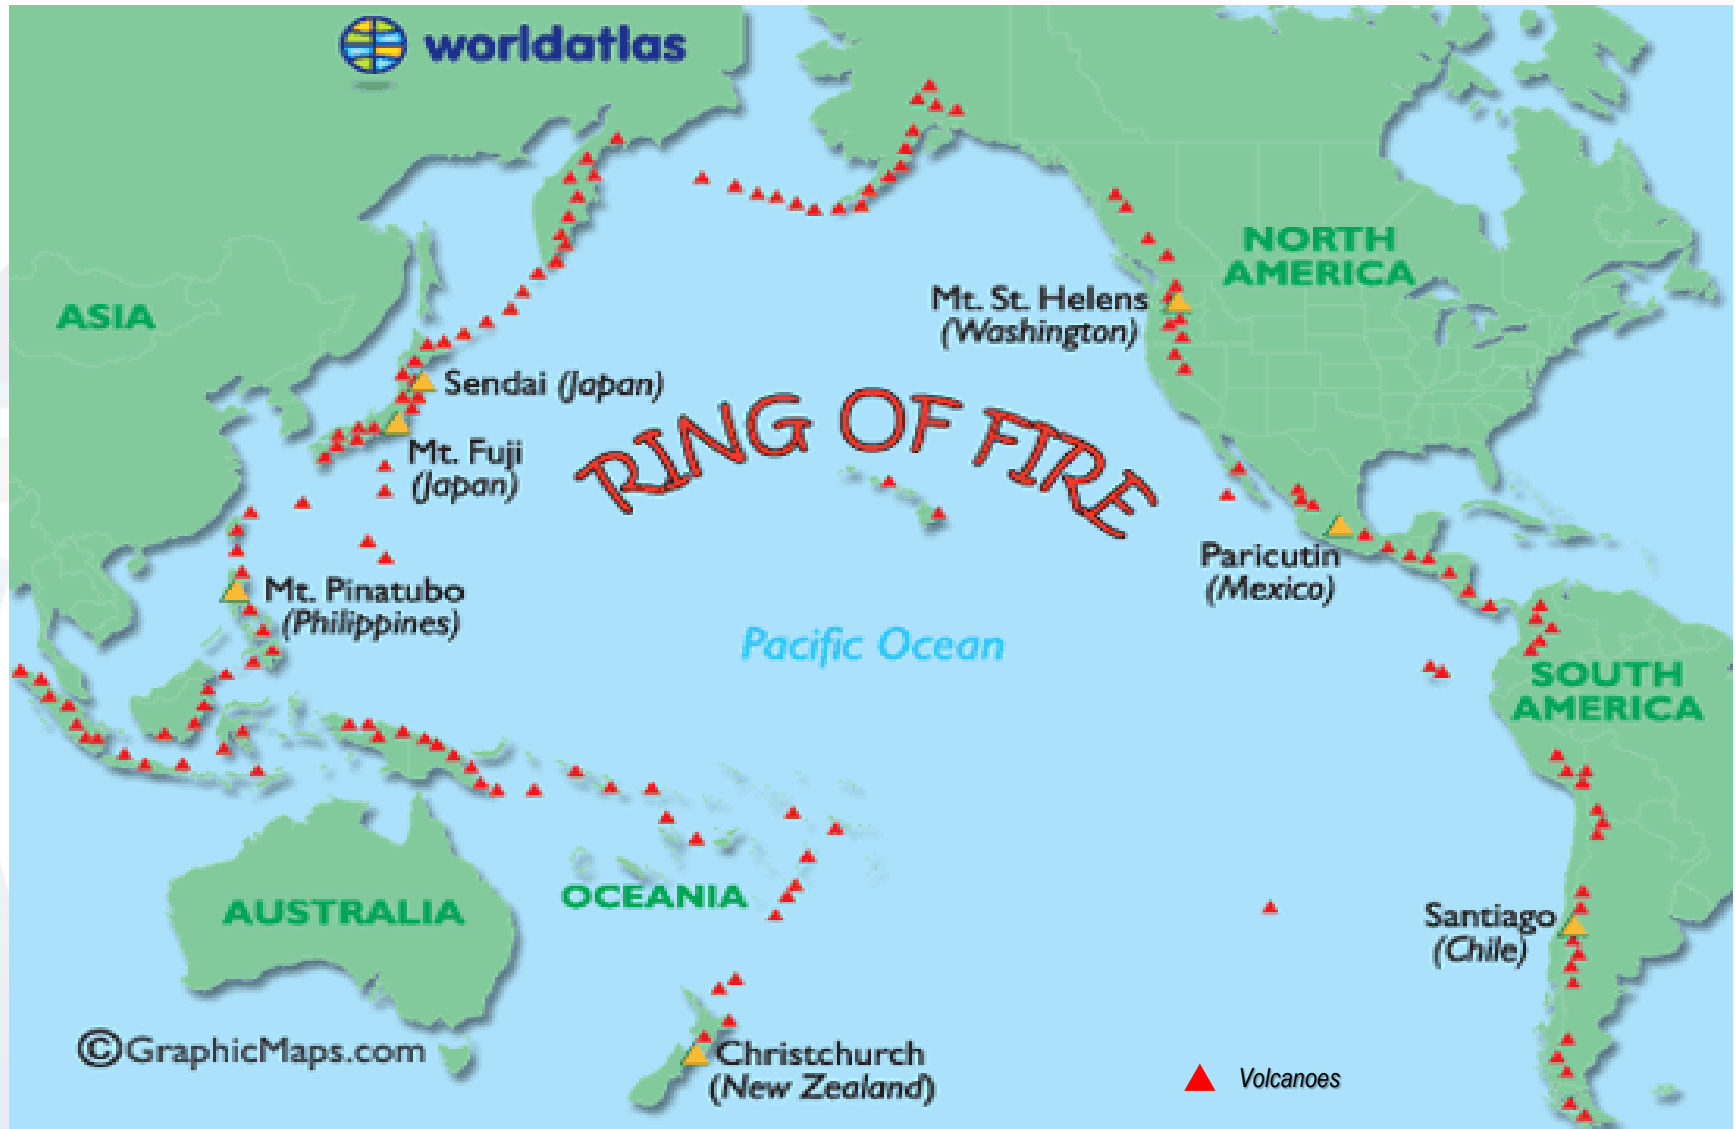 worldatlas
NORTH
AMERICA
ASIA
Mt. St. Helens
(Washington)
Sendai (Japan)
RING OF FIRE
Mt. Fuji
(Japan)
Paricutin
(Mexico)
Mt. Pinatubo
(Philippines)
Pacific Ocean
SOUTH
AMERICA
OCEANIA
AUSTRALIA
Santiago
(Chile)
©GraphicMaps.com
Christchurch
(New Zealand)
Volcanoes